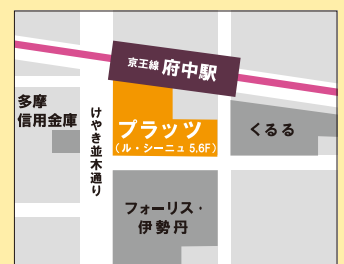 京王線 府中駅
多摩
信用金庫
けやき並木通り
プラッツ
(ル・シーニュ 5,6F)
くるる
フォーリス・
伊勢丹